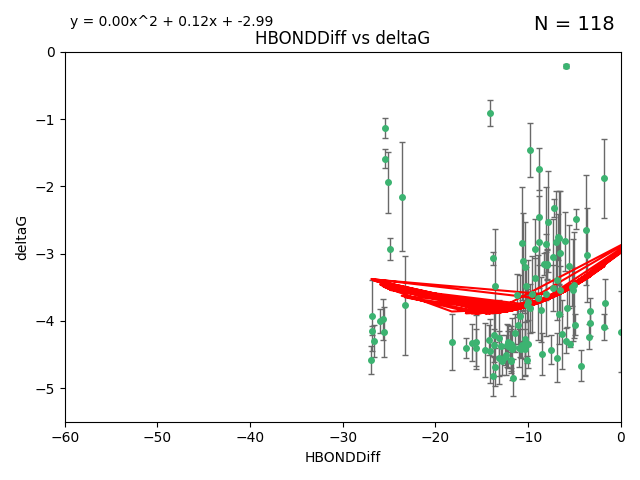 y = 0.00x^2 + 0.12x + -2.99
N = 118
HBONDDiff vs deltaG
0
−1
−2
−3
−4
−5
deltaG
−60
−50
−40
−30
−20
−10
0
HBONDDiff